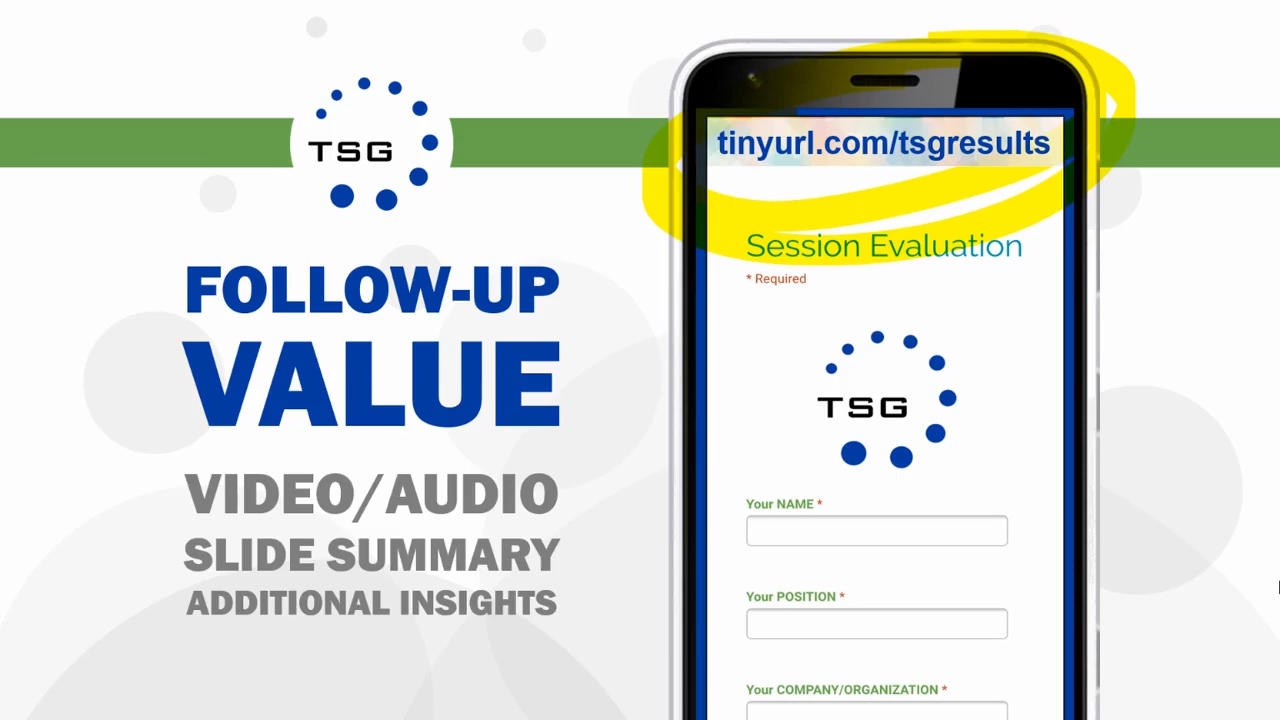 TSG
FOLLOW-UP
VALUE
VIDEO/AUDIO
SLIDE SUMMARY
ADDITIONAL INSIGHTS
tinyurl.com/tsgresults
Session Evaluation
* Required
TSG
Your NAME *
Your POSITION *
Your COMPANY/ORGANIZATION *